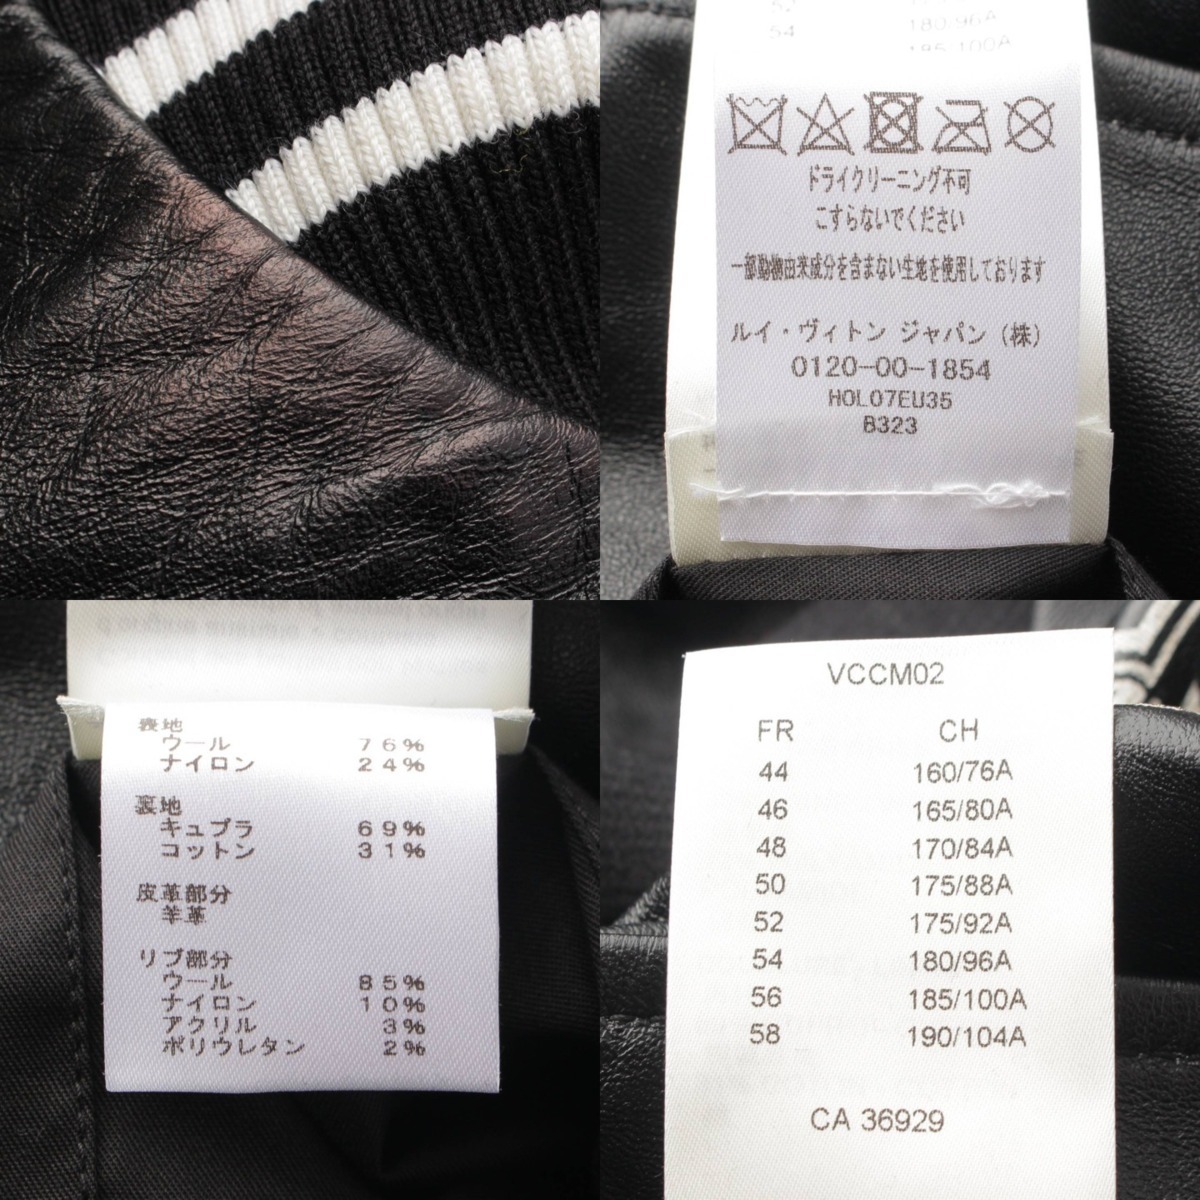 54 180/96A
185/100A
ドライクリーニング不可
こすらないでください
一部動物由来成分を含まない生地を使用しております
ルイ・ヴィトン ジャパン (株)
0120-00-1854
HOL07EU35
B323
表地
ウール 76%
ナイロン 24%
裏地
キュプラ 69%
コットン 31%
皮革部分
羊革
リブ部分
ウール 85%
ナイロン 10%
アクリル 3%
ポリウレタン 2%
VCCM02
FR CH
44 160/76A
46 165/80A
48 170/84A
50 175/88A
52 175/92A
54 180/96A
56 185/100A
58 190/104A
CA 36929